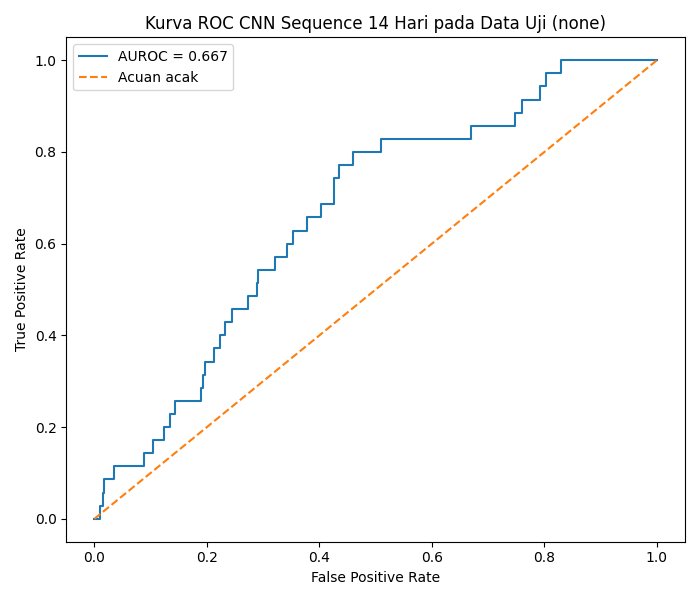 Kurva ROC CNN Sequence 14 Hari pada Data Uji (none)
AUROC = 0.667
Acuan acak
True Positive Rate
1.0
0.8
0.6
0.4
0.2
0.0
0.0 0.2 0.4 0.6 0.8 1.0
False Positive Rate